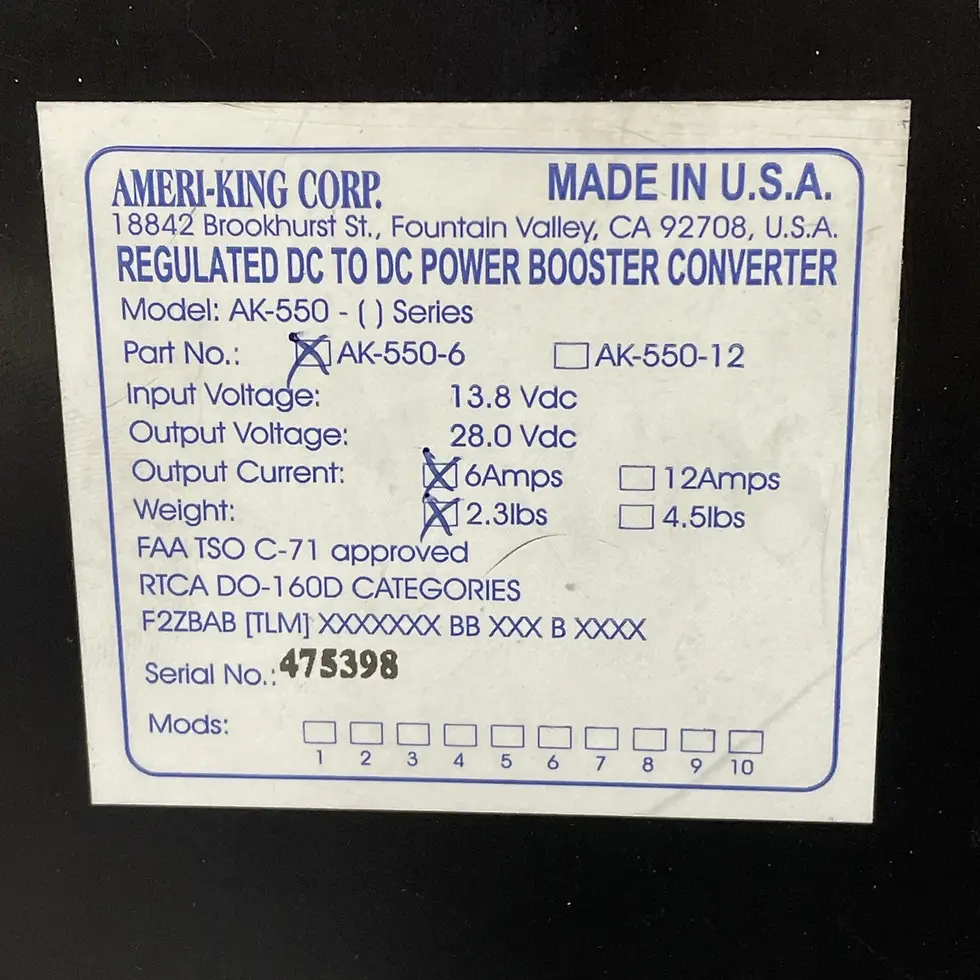 AMERI-KING CORP. MADE IN U.S.A.
18842 Brookhurst St., Fountain Valley, CA 92708, U.S.A.
REGULATED DC TO DC POWER BOOSTER CONVERTER
Model: AK-550 - ( ) Series
Part No.: AK-550-6 AK-550-12
Input Voltage: 13.8 Vdc
Output Voltage: 28.0 Vdc
Output Current: 6Amps 12Amps
Weight: 2.3lbs 4.5lbs
FAA TSO C-71 approved
RTCA DO-160D CATEGORIES
F2ZBAB [TLM] XXXXXXX BB XXX B XXXX
Serial No.: 475398
Mods:
1 2 3 4 5 6 7 8 9 10